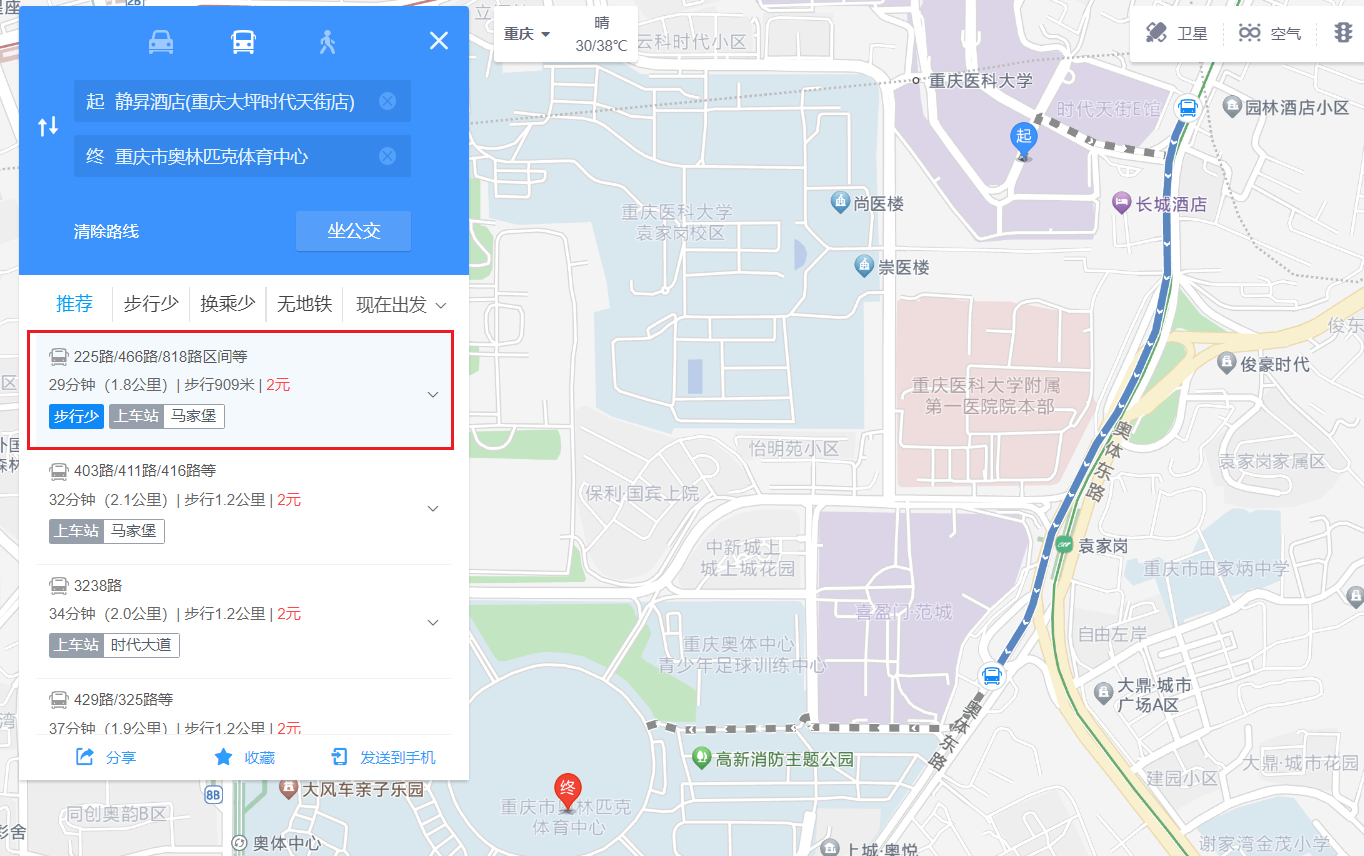 起 静昇酒店(重庆大坪时代天街店)
终 重庆市奥林匹克体育中心
清除路线
坐公交
推荐
步行少
换乘少
无地铁
现在出发
225路/466路/818路区间等
29分钟（1.8公里）| 步行909米 | 2元
步行少 上车站 马家堡
403路/411路/416路等
32分钟（2.1公里）| 步行1.2公里 | 2元
上车站 马家堡
3238路
34分钟（2.0公里）| 步行1.2公里 | 2元
上车站 时代大道
429路/325路等
37分钟（1.9公里）| 步行1.2公里 | 2元
分享
收藏
发送到手机
重庆
晴
30/38℃
卫星
空气
云科时代小区
重庆医科大学
时代天街E馆
园林酒店小区
起
长城酒店
尚医楼
重庆医科大学
袁家岗校区
崇医楼
俊东
俊豪时代
重庆医科大学附属
第一医院院本部
奥体东路
怡明苑小区
袁家岗家属区
保利·国宾上院
袁家岗
中新城上
城上城花园
重庆市田家炳中学
喜盈门·范城
自由左岸
重庆奥体中心
青少年足球训练中心
大鼎·城市
广场A区
奥体东路
高新消防主题公园
大鼎·城市花园
建园小区
终
重庆市奥林匹克
体育中心
大风车亲子乐园
8B
同创奥韵B区
奥体中心
上城·奥悦
谢家湾金茂小学